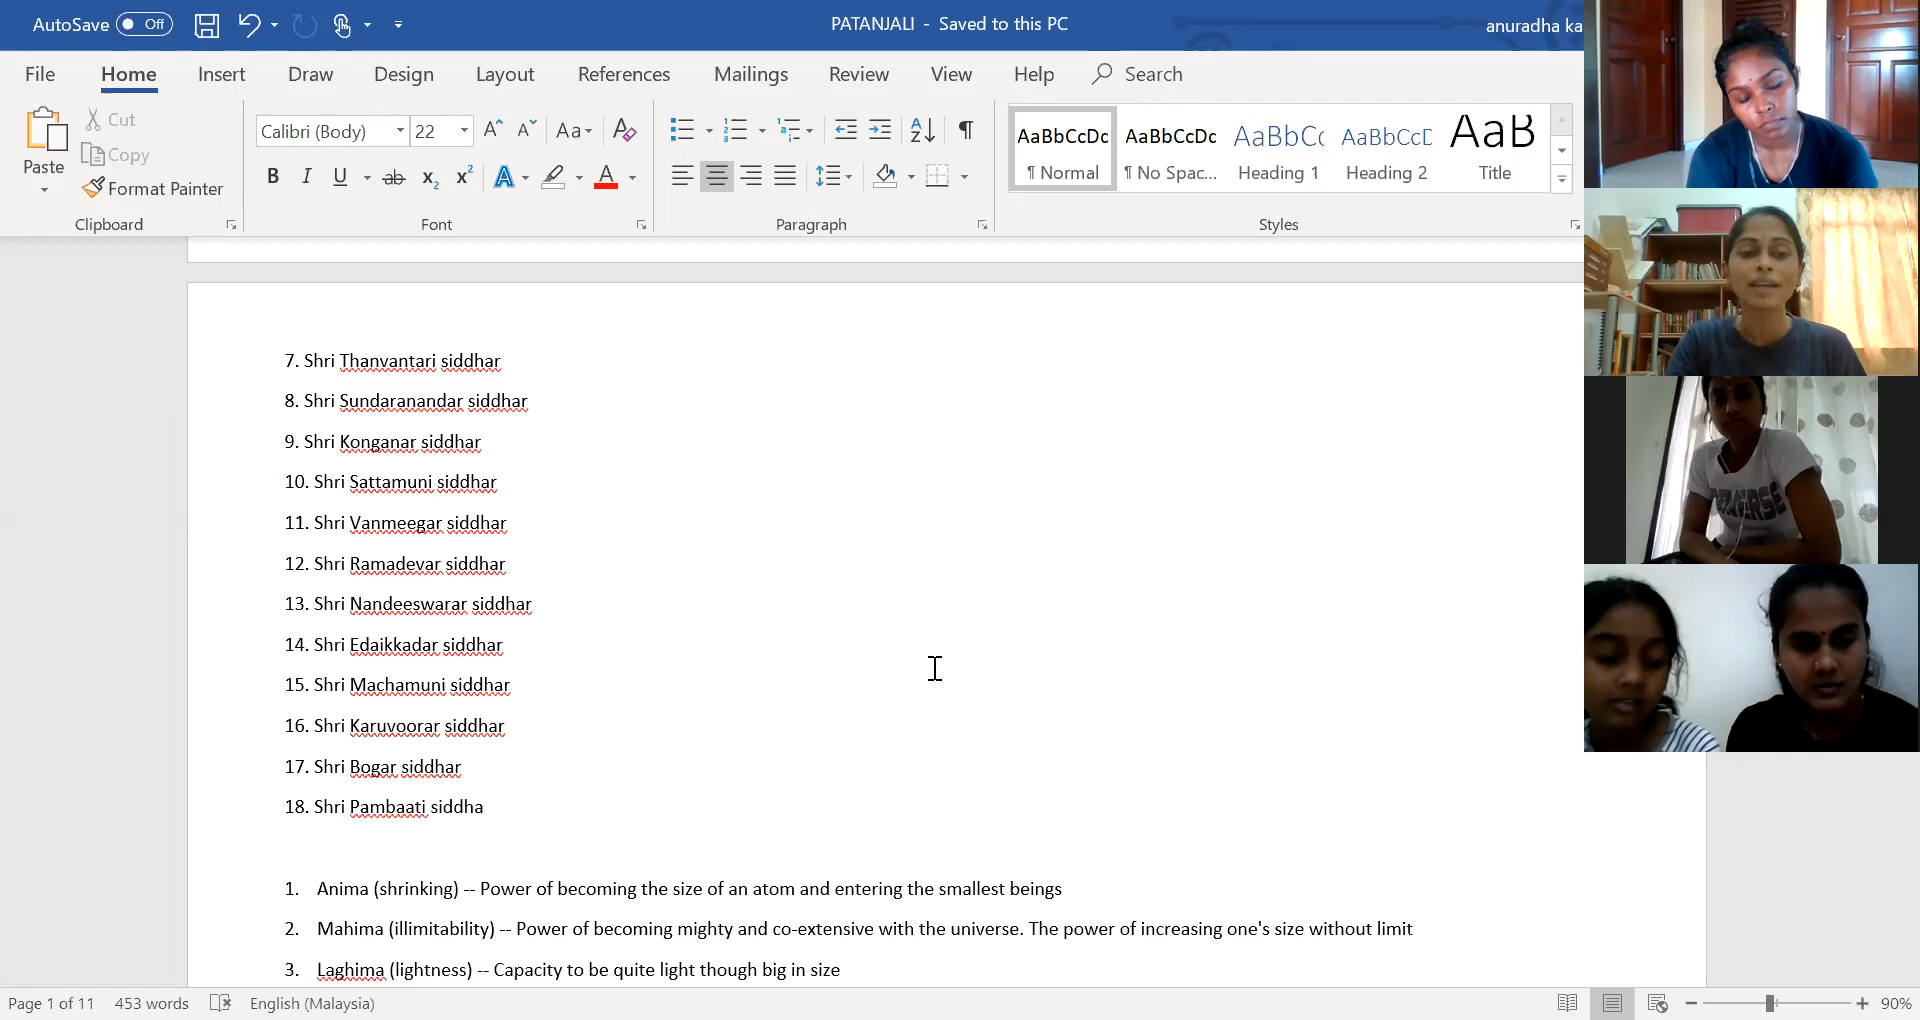 AutoSave Off PATANJALI - Saved to this PC anuradha ka
File Home Insert Draw Design Layout References Mailings Review View Help Search
Paste Cut Copy Format Painter Clipboard
Calibri (Body) 22 Aa
B I U ab x₂ x² A A
Font
Paragraph
AaBbCcDc AaBbCcDc AaBbCc AaBbCcD AaB
¶ Normal ¶ No Spac... Heading 1 Heading 2 Title
Styles
7. Shri Thanvantari siddhar
8. Shri Sundaranandar siddhar
9. Shri Konganar siddhar
10. Shri Sattamuni siddhar
11. Shri Vanmeegar siddhar
12. Shri Ramadevar siddhar
13. Shri Nandeeswarar siddhar
14. Shri Edaikkadar siddhar
15. Shri Machamuni siddhar
16. Shri Karuvoorar siddhar
17. Shri Bogar siddhar
18. Shri Pambaati siddha
1. Anima (shrinking) -- Power of becoming the size of an atom and entering the smallest beings
2. Mahima (illimitability) -- Power of becoming mighty and co-extensive with the universe. The power of increasing one's size without limit
3. Laghima (lightness) -- Capacity to be quite light though big in size
Page 1 of 11 453 words English (Malaysia) 90%